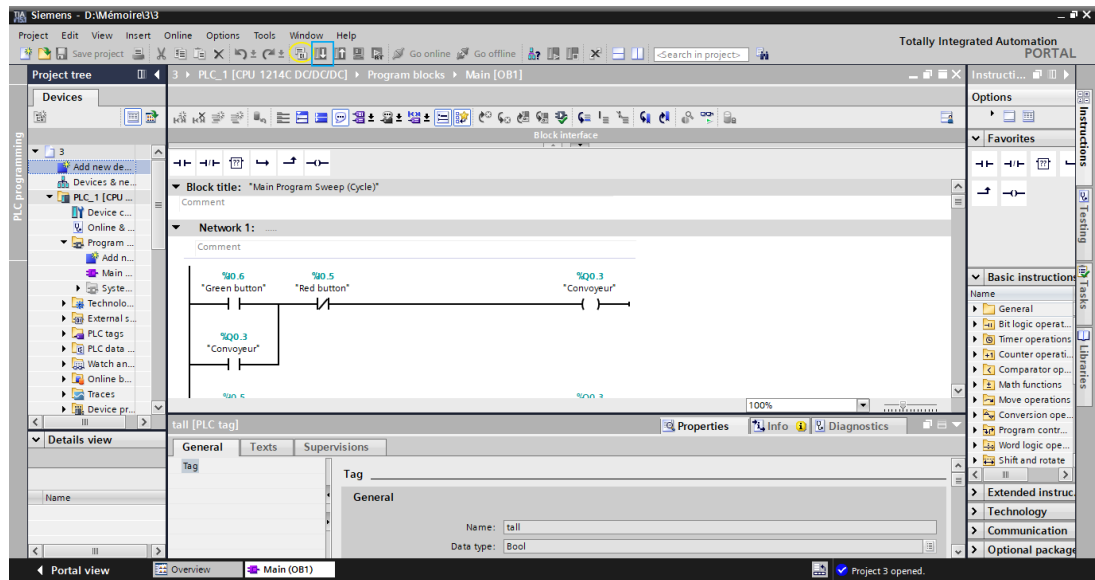 Siemens - D:\Mémoire\3\3
Project Edit View Insert Online Options Tools Window Help
Totally Integrated Automation
PORTAL
Save project
Go online
Go offline
<Search in project>
Project tree
3 PLC_1 [CPU 1214C DC/DC/DC] Program blocks Main [OB1]
Instructi...
Devices
Options
PLC programming
Block interface
3
Add new de...
Devices & ne...
PLC_1 [CPU ...
Device c...
Online & ...
Program ...
Add n...
Main ...
Syste...
Technolo...
External s...
PLC tags
PLC data ...
Watch an...
Online b...
Traces
Device pr...
Block title: "Main Program Sweep (Cycle)"
Comment
Network 1: .....
Comment
%I0.6
"Green button"
%I0.5
"Red button"
%Q0.3
"Convoyeur"
%Q0.3
"Convoyeur"
%I0.5
%Q0.3
100%
Favorites
Basic instructions
Name
General
Bit logic operat...
Timer operations
Counter operati...
Comparator op...
Math functions
Move operations
Conversion ope...
Program contr...
Word logic ope...
Shift and rotate
Extended instruc.
Technology
Communication
Optional package
Instructions
Testing
Tasks
Libraries
Details view
Name
tall [PLC tag]
Properties
Info
Diagnostics
General Texts Supervisions
Tag
Tag
General
Name: tall
Data type: Bool
Portal view
Overview
Main (OB1)
Project 3 opened.